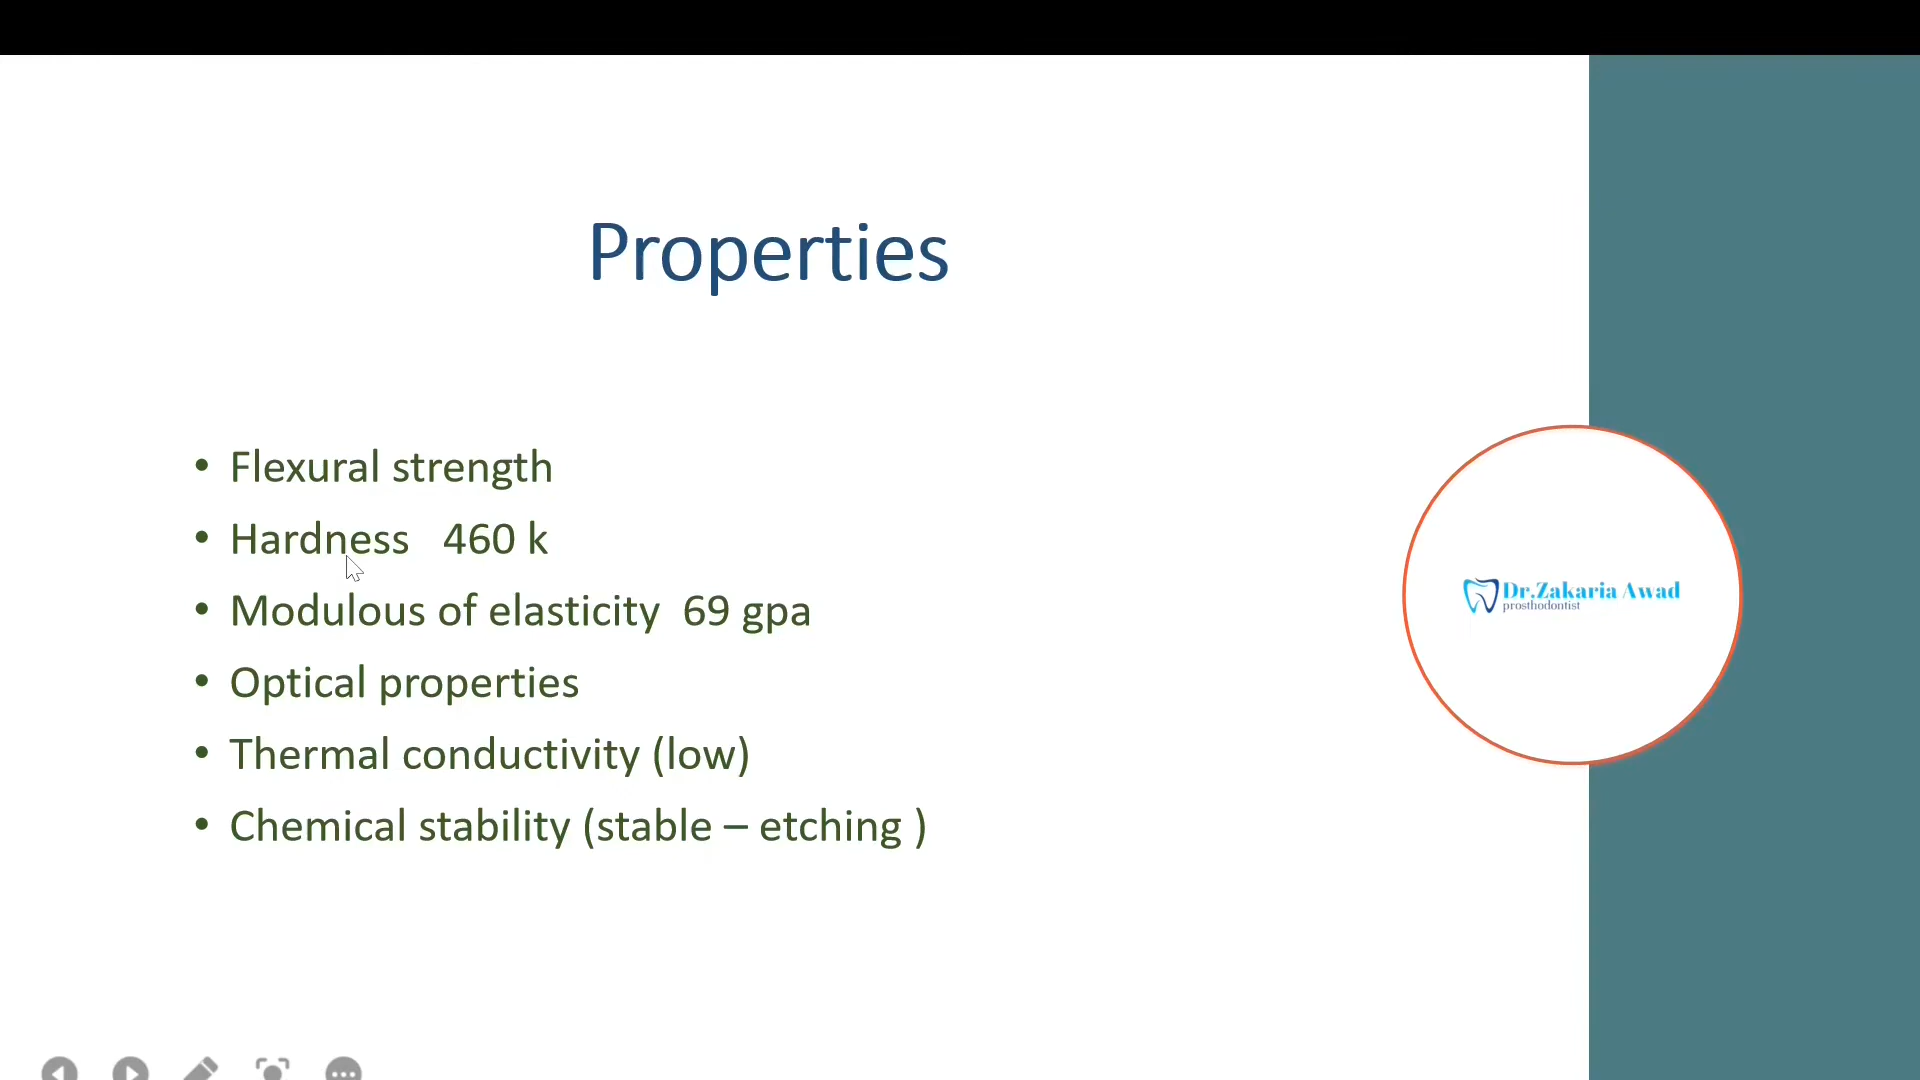 Properties
• Flexural strength
• Hardness 460 k
• Modulous of elasticity 69 gpa
• Optical properties
• Thermal conductivity (low)
• Chemical stability (stable – etching )
Dr.Zakaria Awad
prosthodontist